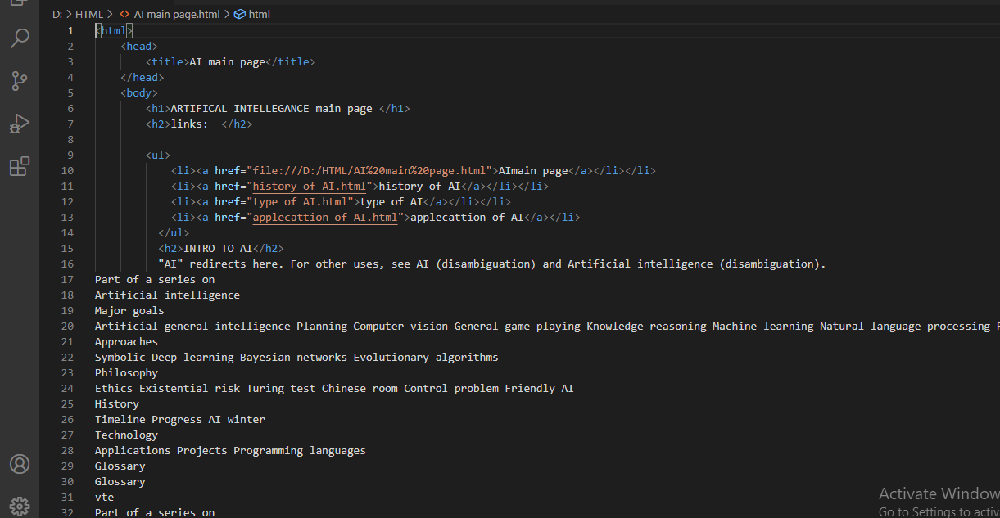 D: > HTML > <> AI main page.html > html
1 <html>
2 <head>
3 <title>AI main page</title>
4 </head>
5 <body>
6 <h1>ARTIFICAL INTELLEGANCE main page </h1>
7 <h2>links:  </h2>
8
9 <ul>
10 <li><a href="file:///D:/HTML/AI%20main%20page.html">AImain page</a></li></li>
11 <li><a href="history of AI.html">history of AI</a></li></li>
12 <li><a href="type of AI.html">type of AI</a></li></li>
13 <li><a href="applecattion of AI.html">applecattion of AI</a></li>
14 </ul>
15 <h2>INTRO TO AI</h2>
16 "AI" redirects here. For other uses, see AI (disambiguation) and Artificial intelligence (disambiguation).
17 Part of a series on
18 Artificial intelligence
19 Major goals
20 Artificial general intelligence Planning Computer vision General game playing Knowledge reasoning Machine learning Natural language processing
21 Approaches
22 Symbolic Deep learning Bayesian networks Evolutionary algorithms
23 Philosophy
24 Ethics Existential risk Turing test Chinese room Control problem Friendly AI
25 History
26 Timeline Progress AI winter
27 Technology
28 Applications Projects Programming languages
29 Glossary
30 Glossary
31 vte
32 Part of a series on
Activate Window
Go to Settings to activ